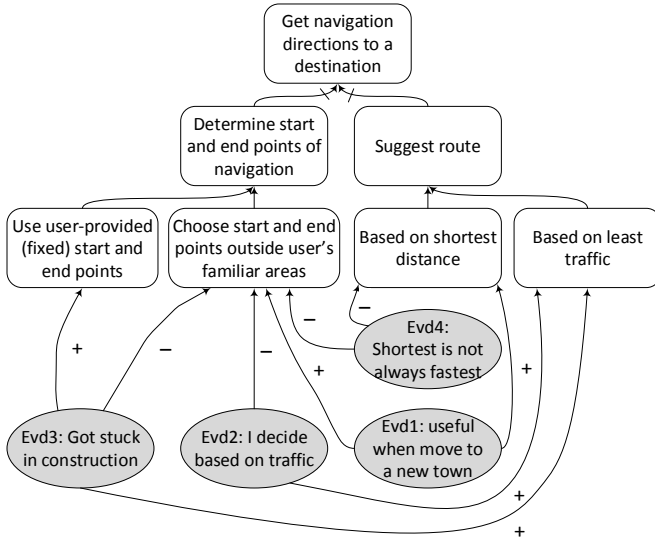 Get navigation
directions to a
destination
Determine start
and end points of
navigation
Suggest route
Use user-provided
(fixed) start and
end points
Choose start and end
points outside user's
familiar areas
Based on shortest
distance
Based on least
traffic
−
−
Evd4:
Shortest is not
always fastest
+
−
−
+
+
Evd3: Got stuck
in construction
Evd2: I decide
based on traffic
Evd1: useful
when move to
a new town
+
+